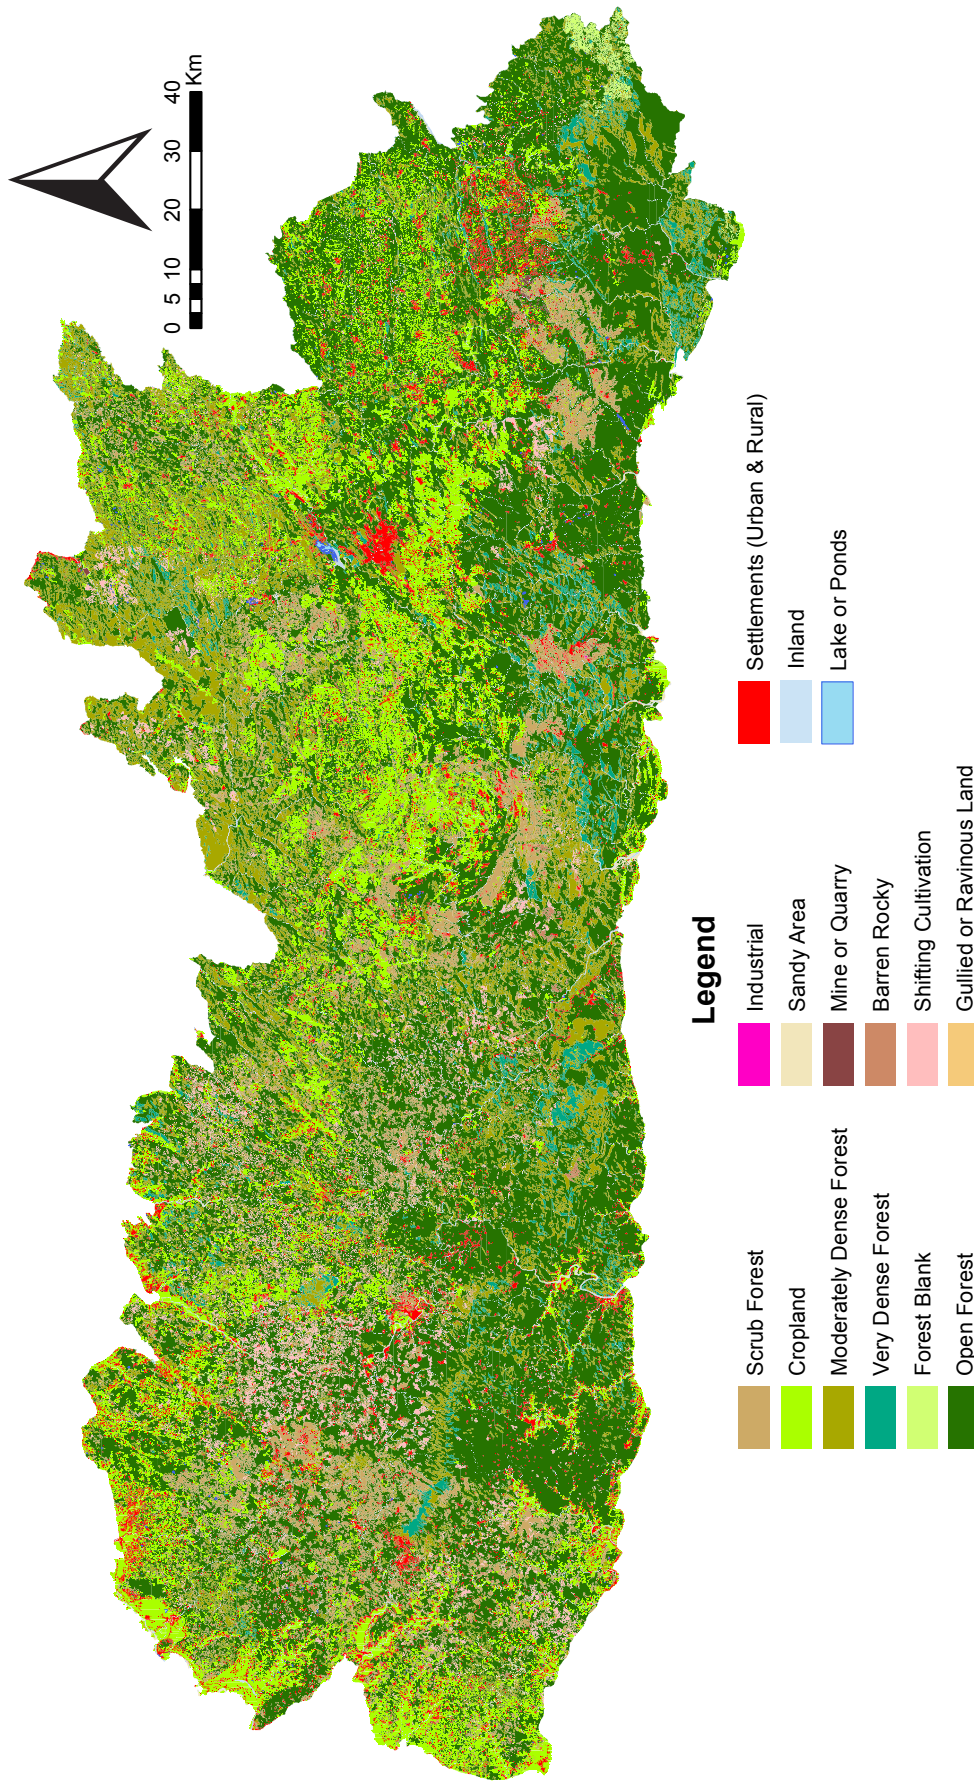 0 5 10 20 30 40
Km
Legend
Scrub Forest
Cropland
Moderately Dense Forest
Very Dense Forest
Forest Blank
Open Forest
Industrial
Sandy Area
Mine or Quarry
Barren Rocky
Shifting Cultivation
Gullied or Ravinous Land
Settlements (Urban & Rural)
Inland
Lake or Ponds